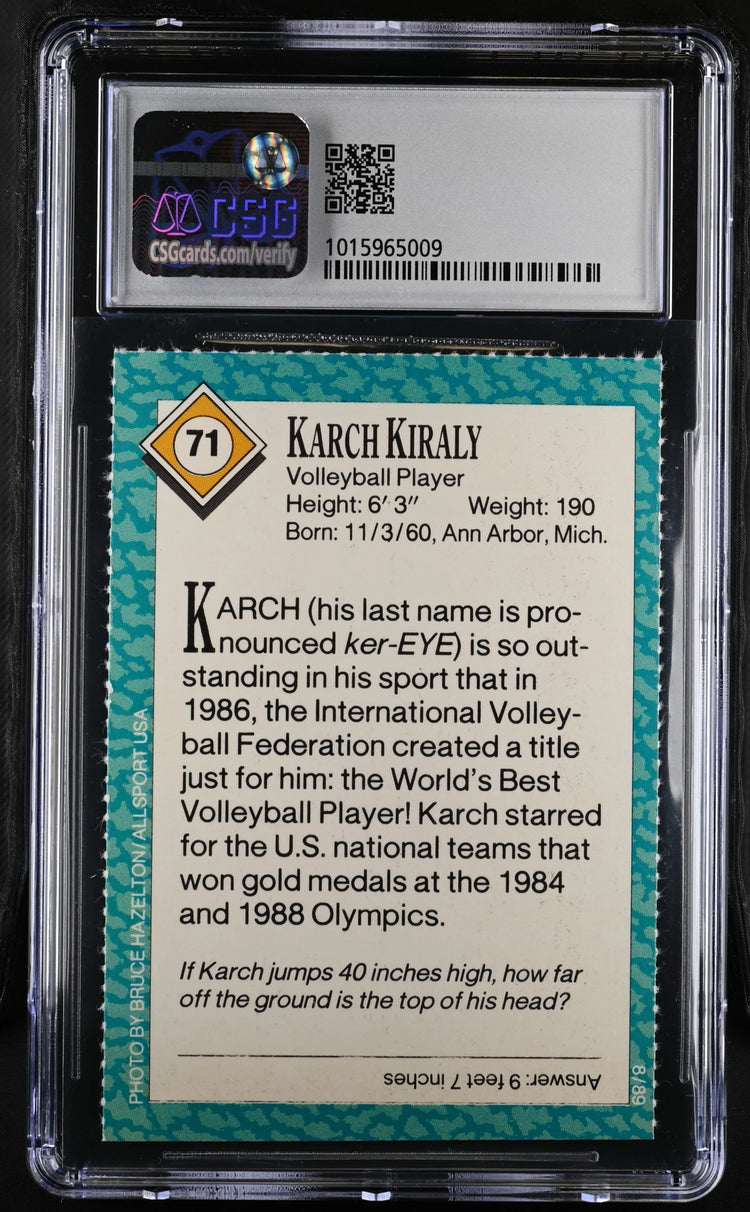 CSG
CSGcards.com/verify
1015965009
71
KARCH KIRALY
Volleyball Player
Height: 6′ 3″ Weight: 190
Born: 11/3/60, Ann Arbor, Mich.
KARCH (his last name is pro-
nounced ker-EYE) is so out-
standing in his sport that in
1986, the International Volley-
ball Federation created a title
just for him: the World's Best
Volleyball Player! Karch starred
for the U.S. national teams that
won gold medals at the 1984
and 1988 Olympics.
If Karch jumps 40 inches high, how far
off the ground is the top of his head?
Answer: 9 feet 7 inches
PHOTO BY BRUCE HAZELTON/ALLSPORT USA
8/89